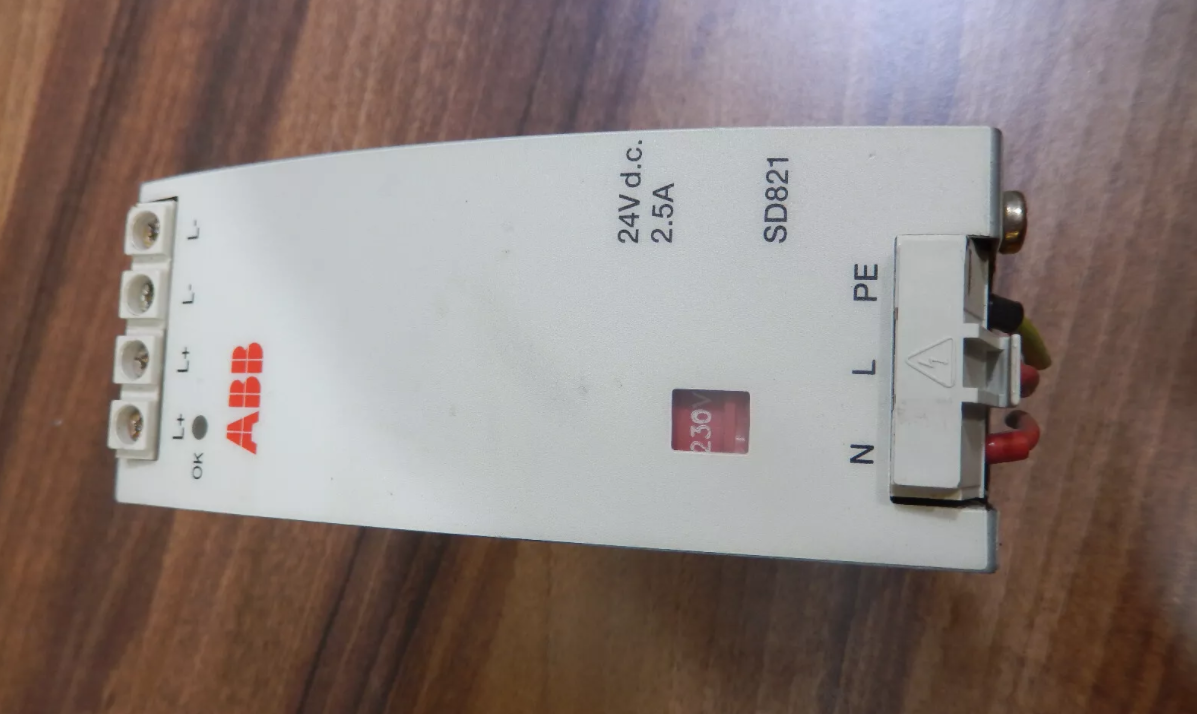 L+ L+ L- L-
OK
ABB
24V d.c.
2.5A
230V
SD821
N L PE